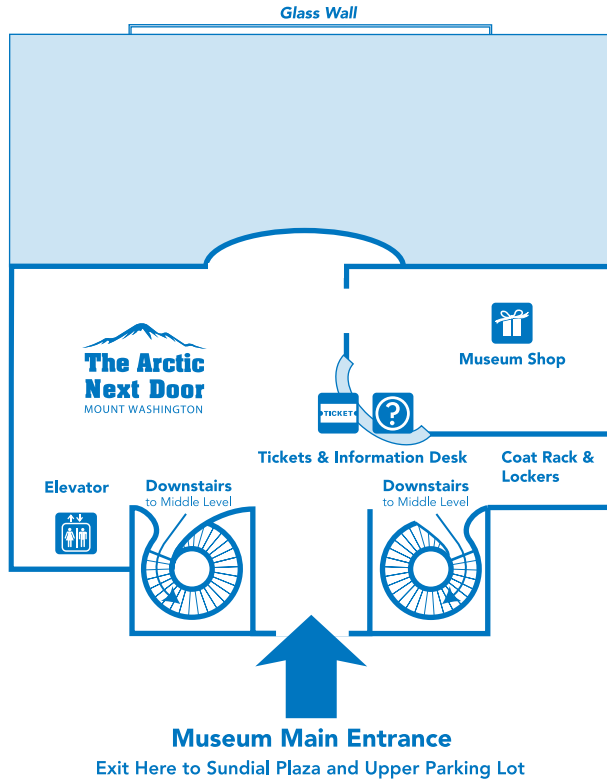 Glass Wall
The Arctic
Next Door
MOUNT WASHINGTON
Museum Shop
TICKET
?
Tickets & Information Desk
Coat Rack &
Lockers
Elevator
Downstairs
to Middle Level
Downstairs
to Middle Level
Museum Main Entrance
Exit Here to Sundial Plaza and Upper Parking Lot